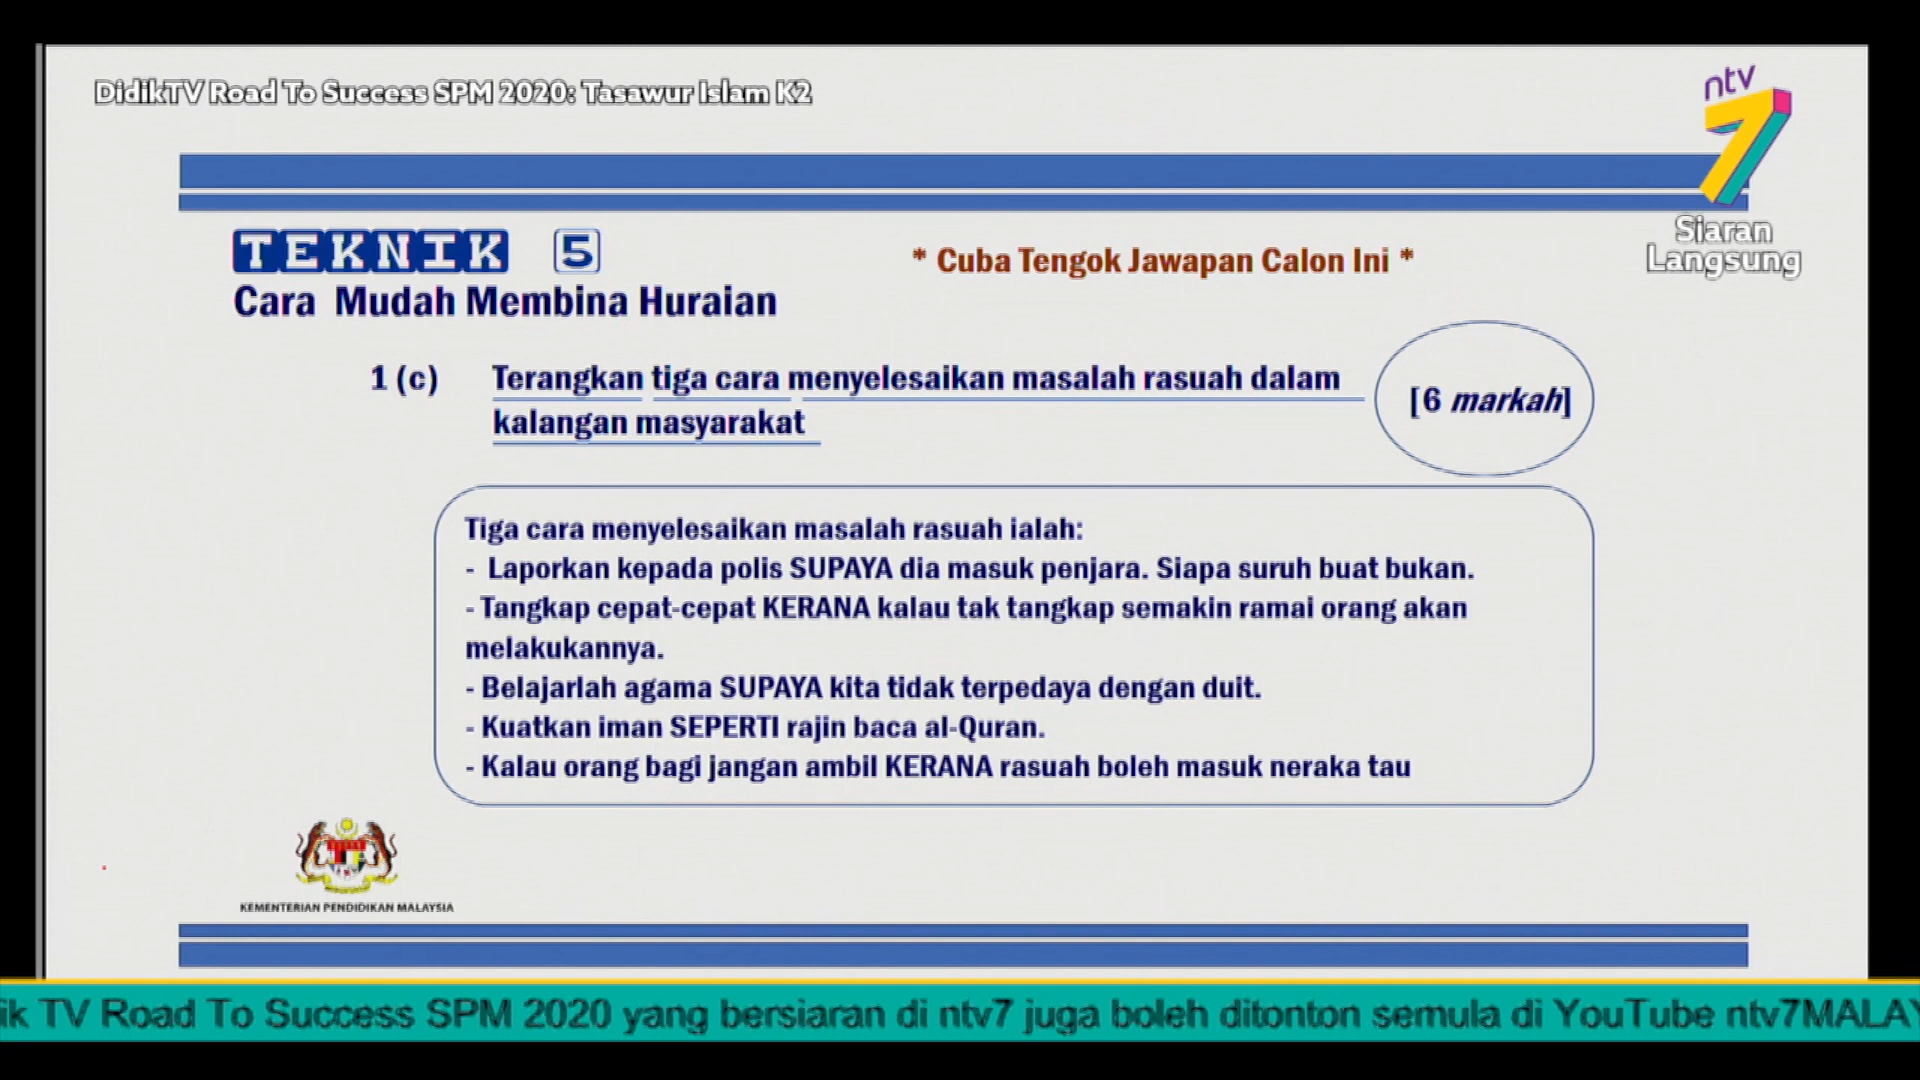 DidikTV Road To Success SPM 2020: Tasawur Islam K2
ntv
7
Siaran
Langsung
TEKNIK 5
* Cuba Tengok Jawapan Calon Ini *
Cara Mudah Membina Huraian
1 (c) Terangkan tiga cara menyelesaikan masalah rasuah dalam
kalangan masyarakat
[6 markah]
Tiga cara menyelesaikan masalah rasuah ialah:
- Laporkan kepada polis SUPAYA dia masuk penjara. Siapa suruh buat bukan.
- Tangkap cepat-cepat KERANA kalau tak tangkap semakin ramai orang akan
melakukannya.
- Belajarlah agama SUPAYA kita tidak terpedaya dengan duit.
- Kuatkan iman SEPERTI rajin baca al-Quran.
- Kalau orang bagi jangan ambil KERANA rasuah boleh masuk neraka tau
KEMENTERIAN PENDIDIKAN MALAYSIA
ik TV Road To Success SPM 2020 yang bersiaran di ntv7 juga boleh ditonton semula di YouTube ntv7MALAY